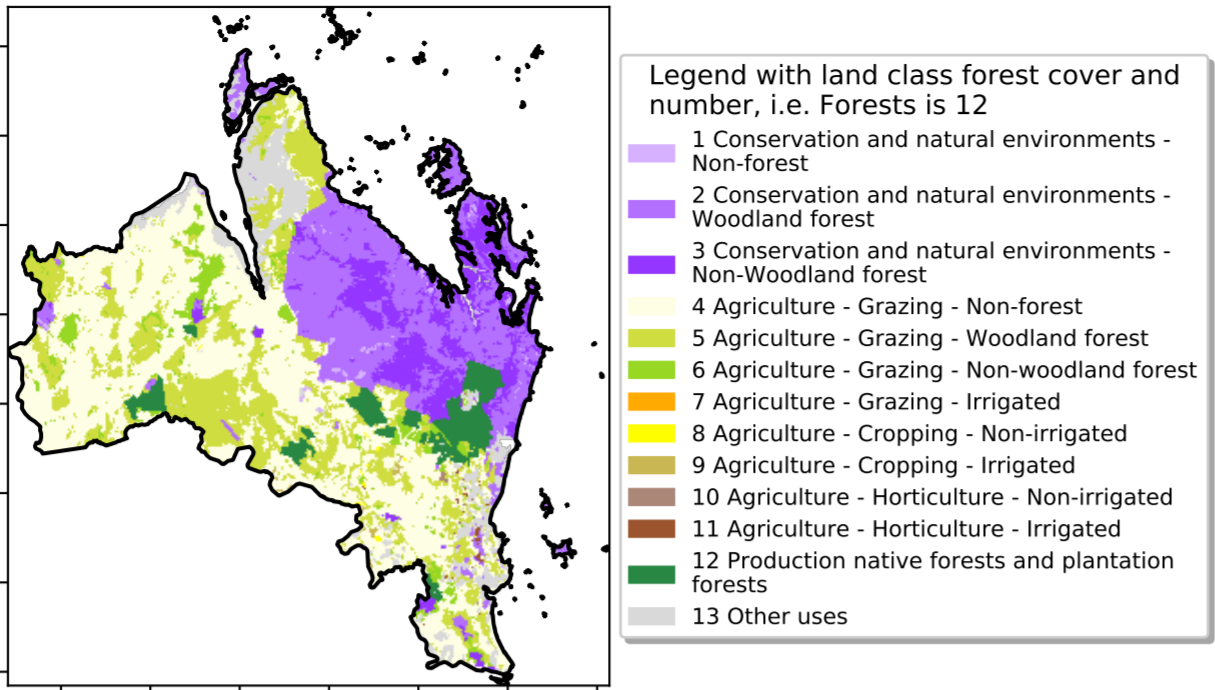 Legend with land class forest cover and
number, i.e. Forests is 12
1 Conservation and natural environments -
Non-forest
2 Conservation and natural environments -
Woodland forest
3 Conservation and natural environments -
Non-Woodland forest
4 Agriculture - Grazing - Non-forest
5 Agriculture - Grazing - Woodland forest
6 Agriculture - Grazing - Non-woodland forest
7 Agriculture - Grazing - Irrigated
8 Agriculture - Cropping - Non-irrigated
9 Agriculture - Cropping - Irrigated
10 Agriculture - Horticulture - Non-irrigated
11 Agriculture - Horticulture - Irrigated
12 Production native forests and plantation
forests
13 Other uses